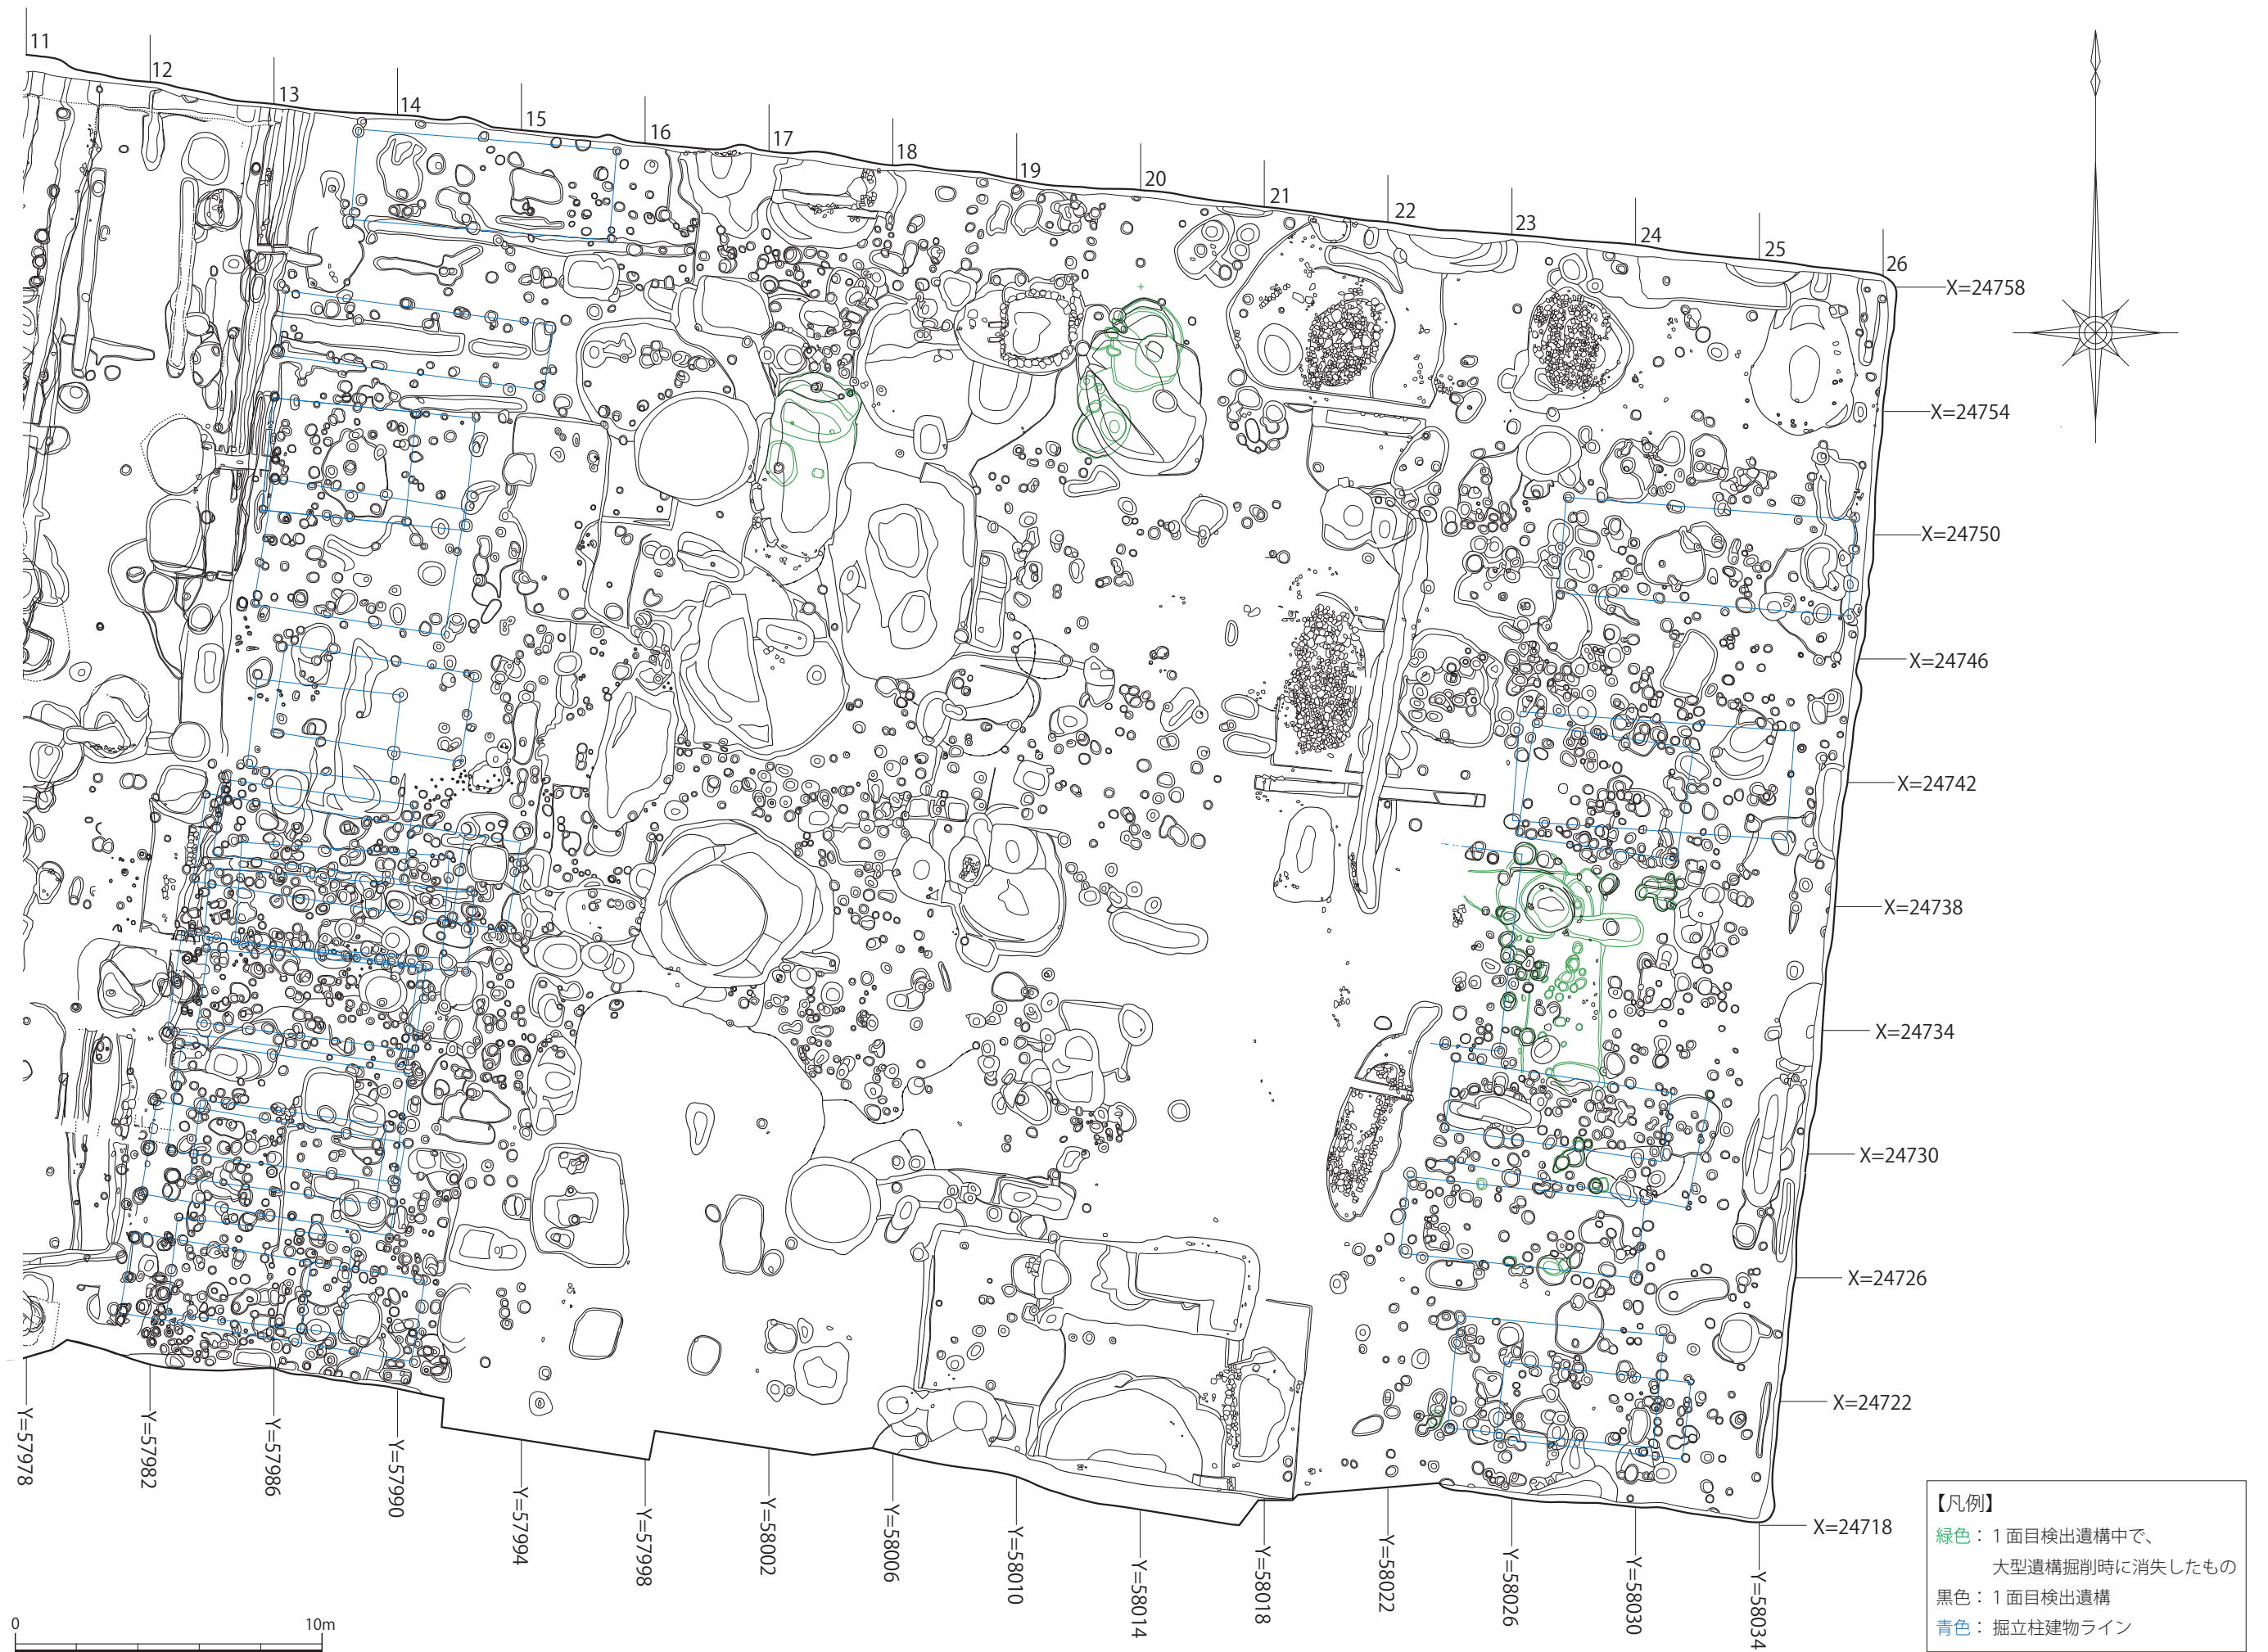 11
12
13
14
15
16
17
18
19
20
21
22
23
24
25
26
X=24758
X=24754
X=24750
X=24746
X=24742
X=24738
X=24734
X=24730
X=24726
X=24722
X=24718
Y=57978
Y=57982
Y=57986
Y=57990
Y=57994
Y=57998
Y=58002
Y=58006
Y=58010
Y=58014
Y=58018
Y=58022
Y=58026
Y=58030
Y=58034
0 10m
【凡例】
緑色：１面目検出遺構中で、
大型遺構掘削時に消失したもの
黒色：１面目検出遺構
青色：掘立柱建物ライン